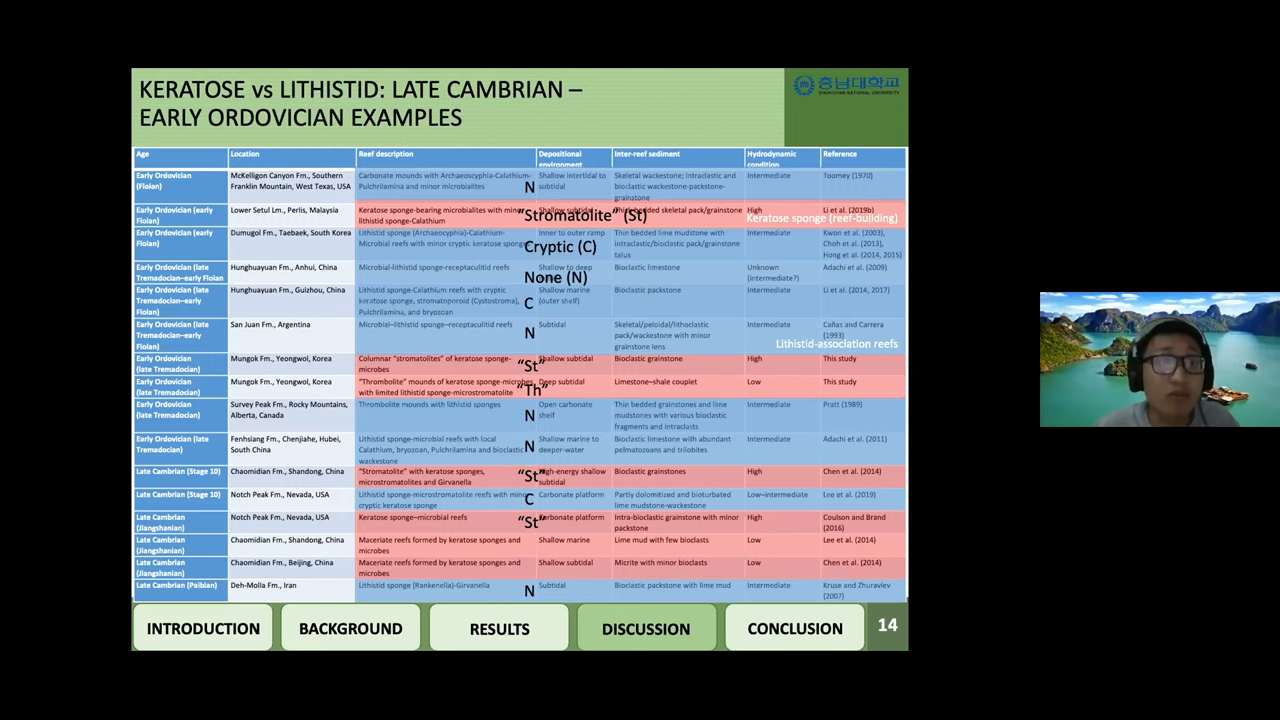 KERATOSE vs LITHISTID: LATE CAMBRIAN –
EARLY ORDOVICIAN EXAMPLES
충남대학교
CHUNGNAM NATIONAL UNIVERSITY
Age Location Reef description Depositional environment Inter-reef sediment Hydrodynamic condition Reference
Early Ordovician (Floian) McKelligon Canyon Fm., Southern Franklin Mountain, West Texas, USA Carbonate mounds with Archaeoscyphia-Calathium-Pulchrilamina and minor microbialites N Shallow intertidal to subtidal Skeletal wackestone; intraclastic and bioclastic wackestone-packstone-grainstone Intermediate Toomey (1970)
Early Ordovician (early Floian) Lower Setul Lm., Perlis, Malaysia Keratose sponge-bearing microbialites with minor lithistid sponge-Calathium "Stromatolite" (St) Shallow subtidal Thick bedded skeletal pack/grainstone High Li et al. (2019b)
Keratose sponge (reef-building)
Early Ordovician (early Floian) Dumugol Fm., Taebaek, South Korea Lithistid sponge (Archaeocyphia)-Calathium-Microbial reefs with minor cryptic keratose sponge Cryptic (C) Inner to outer ramp Thin bedded lime mudstone with intraclastic/bioclastic pack/grainstone talus Intermediate Kwon et al. (2003), Choh et al. (2013), Hong et al. (2014, 2015)
Early Ordovician (late Tremadocian–early Floian Hunghuayuan Fm., Anhui, China Microbial-lithistid sponge-receptaculitid reefs None (N) Shallow to deep Bioclastic limestone Unknown (intermediate?) Adachi et al. (2009)
Early Ordovician (late Tremadocian–early Floian) Hunghuayuan Fm., Guizhou, China Lithistid sponge-Calathium reefs with cryptic keratose sponge, stromatoporoid (Cystostroma), Pulchrilamina, and bryozoan C Shallow marine (outer shelf) Bioclastic packstone Intermediate Li et al. (2014, 2017)
Early Ordovician (late Tremadocian–early Floian) San Juan Fm., Argentina Microbial–lithistid sponge–receptaculitid reefs N Subtidal Skeletal/peloidal/lithoclastic pack/wackestone with minor grainstone lens Intermediate Cañas and Carrera (1993)
Lithistid-association reefs
Early Ordovician (late Tremadocian) Mungok Fm., Yeongwol, Korea Columnar "stromatolites" of keratose sponge-microbes "St" Shallow subtidal Bioclastic grainstone High This study
Early Ordovician (late Tremadocian) Mungok Fm., Yeongwol, Korea "Thrombolite" mounds of keratose sponge-microbes with limited lithistid sponge-microstromatolite "Th" Deep subtidal Limestone–shale couplet Low This study
Early Ordovician (late Tremadocian) Survey Peak Fm., Rocky Mountains, Alberta, Canada Thrombolite mounds with lithistid sponges N Open carbonate shelf Thin bedded grainstones and lime mudstones with various bioclastic fragments and intraclasts Intermediate Pratt (1989)
Early Ordovician (late Tremadocian) Fenhsiang Fm., Chenjiahe, Hubei, South China Lithistid sponge-microbial reefs with local Calathium, bryozoan, Pulchrilamina and bioclastic wackestone N Shallow marine to deeper-water Bioclastic limestone with abundant pelmatozoans and trilobites Intermediate Adachi et al. (2011)
Late Cambrian (Stage 10) Chaomidian Fm., Shandong, China "Stromatolite" with keratose sponges, microstromatolites and Girvanella "St" High-energy shallow subtidal Bioclastic grainstones High Chen et al. (2014)
Late Cambrian (Stage 10) Notch Peak Fm., Nevada, USA Lithistid sponge-microstromatolite reefs with minor cryptic keratose sponge C Carbonate platform Partly dolomitized and bioturbated lime mudstone-wackestone Low–intermediate Lee et al. (2019)
Late Cambrian (Jiangshanian) Notch Peak Fm., Nevada, USA Keratose sponge–microbial reefs "St" Carbonate platform Intra-bioclastic grainstone with minor packstone High Coulson and Brand (2016)
Late Cambrian (Jiangshanian) Chaomidian Fm., Shandong, China Maceriate reefs formed by keratose sponges and microbes Shallow marine Lime mud with few bioclasts Low Lee et al. (2014)
Late Cambrian (Jiangshanian) Chaomidian Fm., Beijing, China Maceriate reefs formed by keratose sponges and microbes Shallow subtidal Micrite with minor bioclasts Low Chen et al. (2014)
Late Cambrian (Paibian) Deh-Molla Fm., Iran Lithistid sponge (Rankenella)-Girvanella N Subtidal Bioclastic packstone with lime mud Intermediate Kruse and Zhuravlev (2007)
INTRODUCTION BACKGROUND RESULTS DISCUSSION CONCLUSION 14